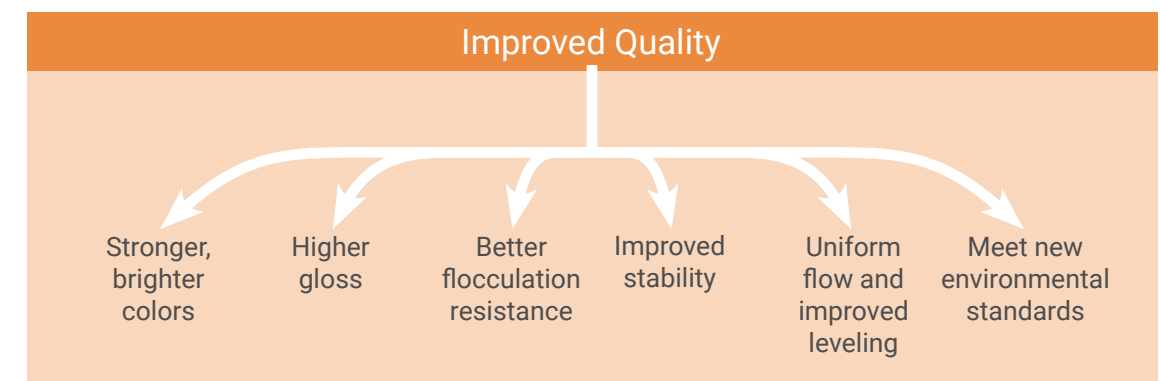 Improved Quality
Stronger,
brighter
colors
Higher
gloss
Better
flocculation
resistance
Improved
stability
Uniform
flow and
improved
leveling
Meet new
environmental
standards